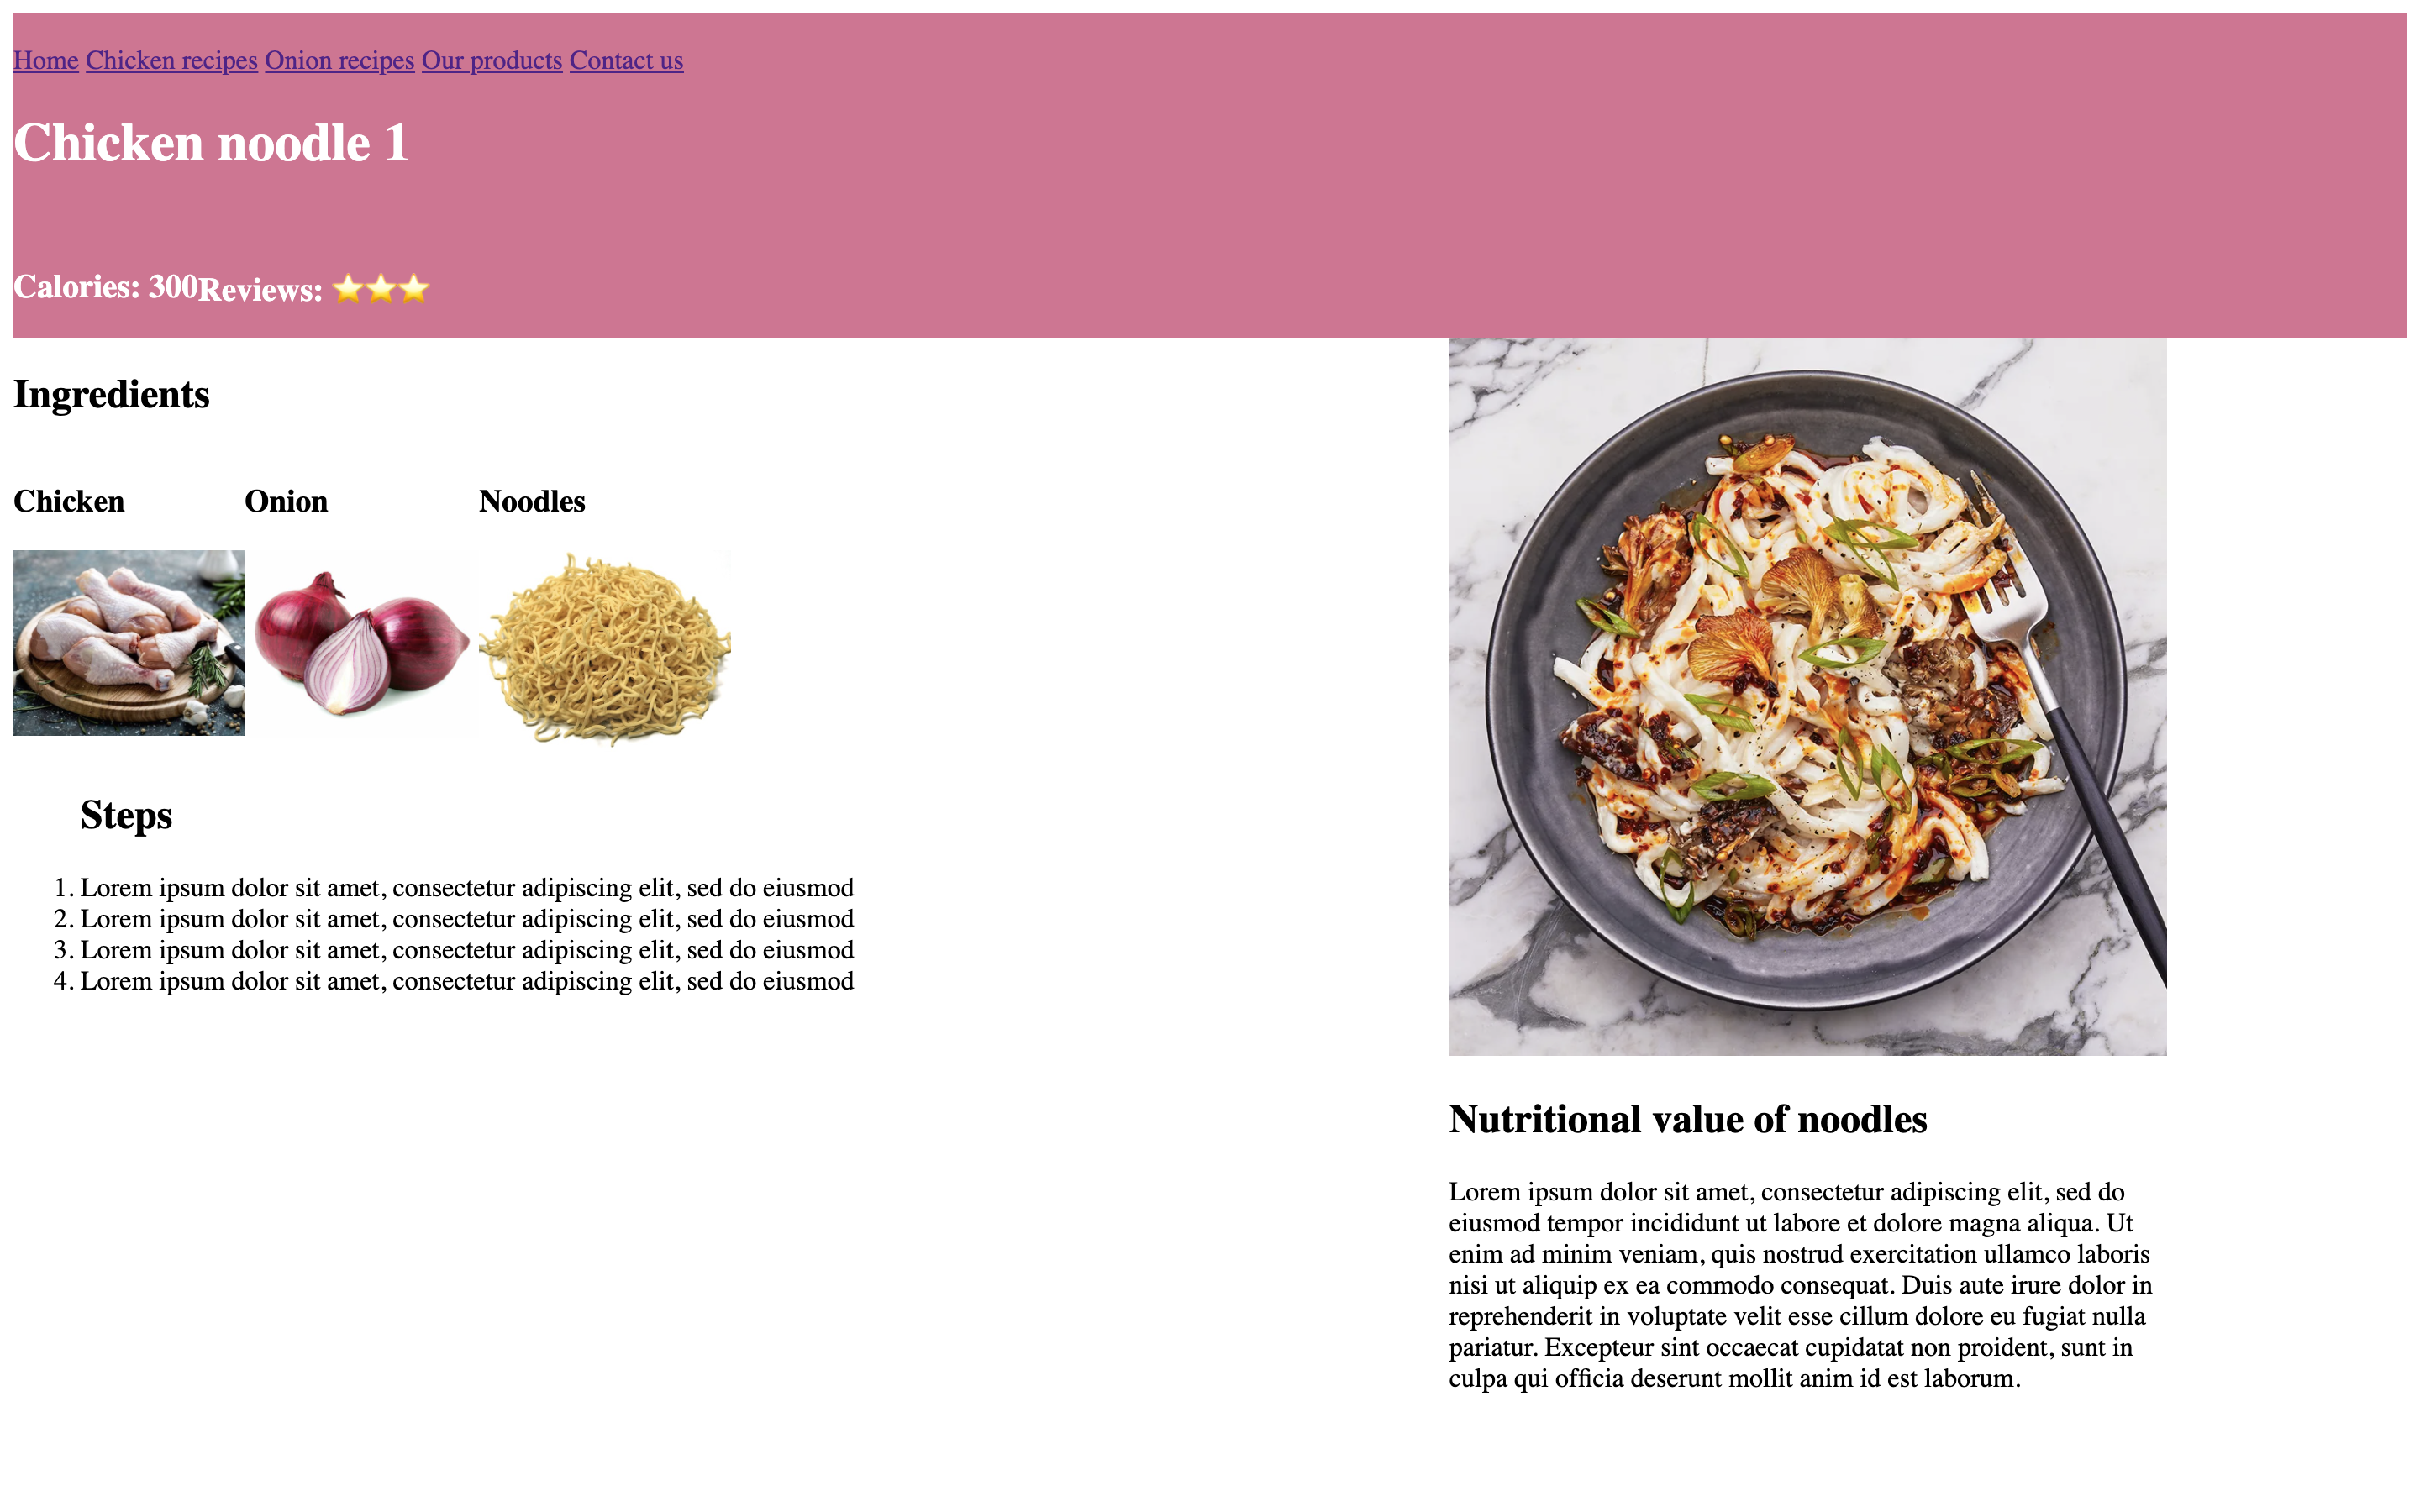 Home Chicken recipes Onion recipes Our products Contact us
Chicken noodle 1
Calories: 300Reviews: ⭐⭐⭐
Ingredients
Chicken Onion Noodles
Steps
1. Lorem ipsum dolor sit amet, consectetur adipiscing elit, sed do eiusmod
2. Lorem ipsum dolor sit amet, consectetur adipiscing elit, sed do eiusmod
3. Lorem ipsum dolor sit amet, consectetur adipiscing elit, sed do eiusmod
4. Lorem ipsum dolor sit amet, consectetur adipiscing elit, sed do eiusmod
Nutritional value of noodles
Lorem ipsum dolor sit amet, consectetur adipiscing elit, sed do
eiusmod tempor incididunt ut labore et dolore magna aliqua. Ut
enim ad minim veniam, quis nostrud exercitation ullamco laboris
nisi ut aliquip ex ea commodo consequat. Duis aute irure dolor in
reprehenderit in voluptate velit esse cillum dolore eu fugiat nulla
pariatur. Excepteur sint occaecat cupidatat non proident, sunt in
culpa qui officia deserunt mollit anim id est laborum.